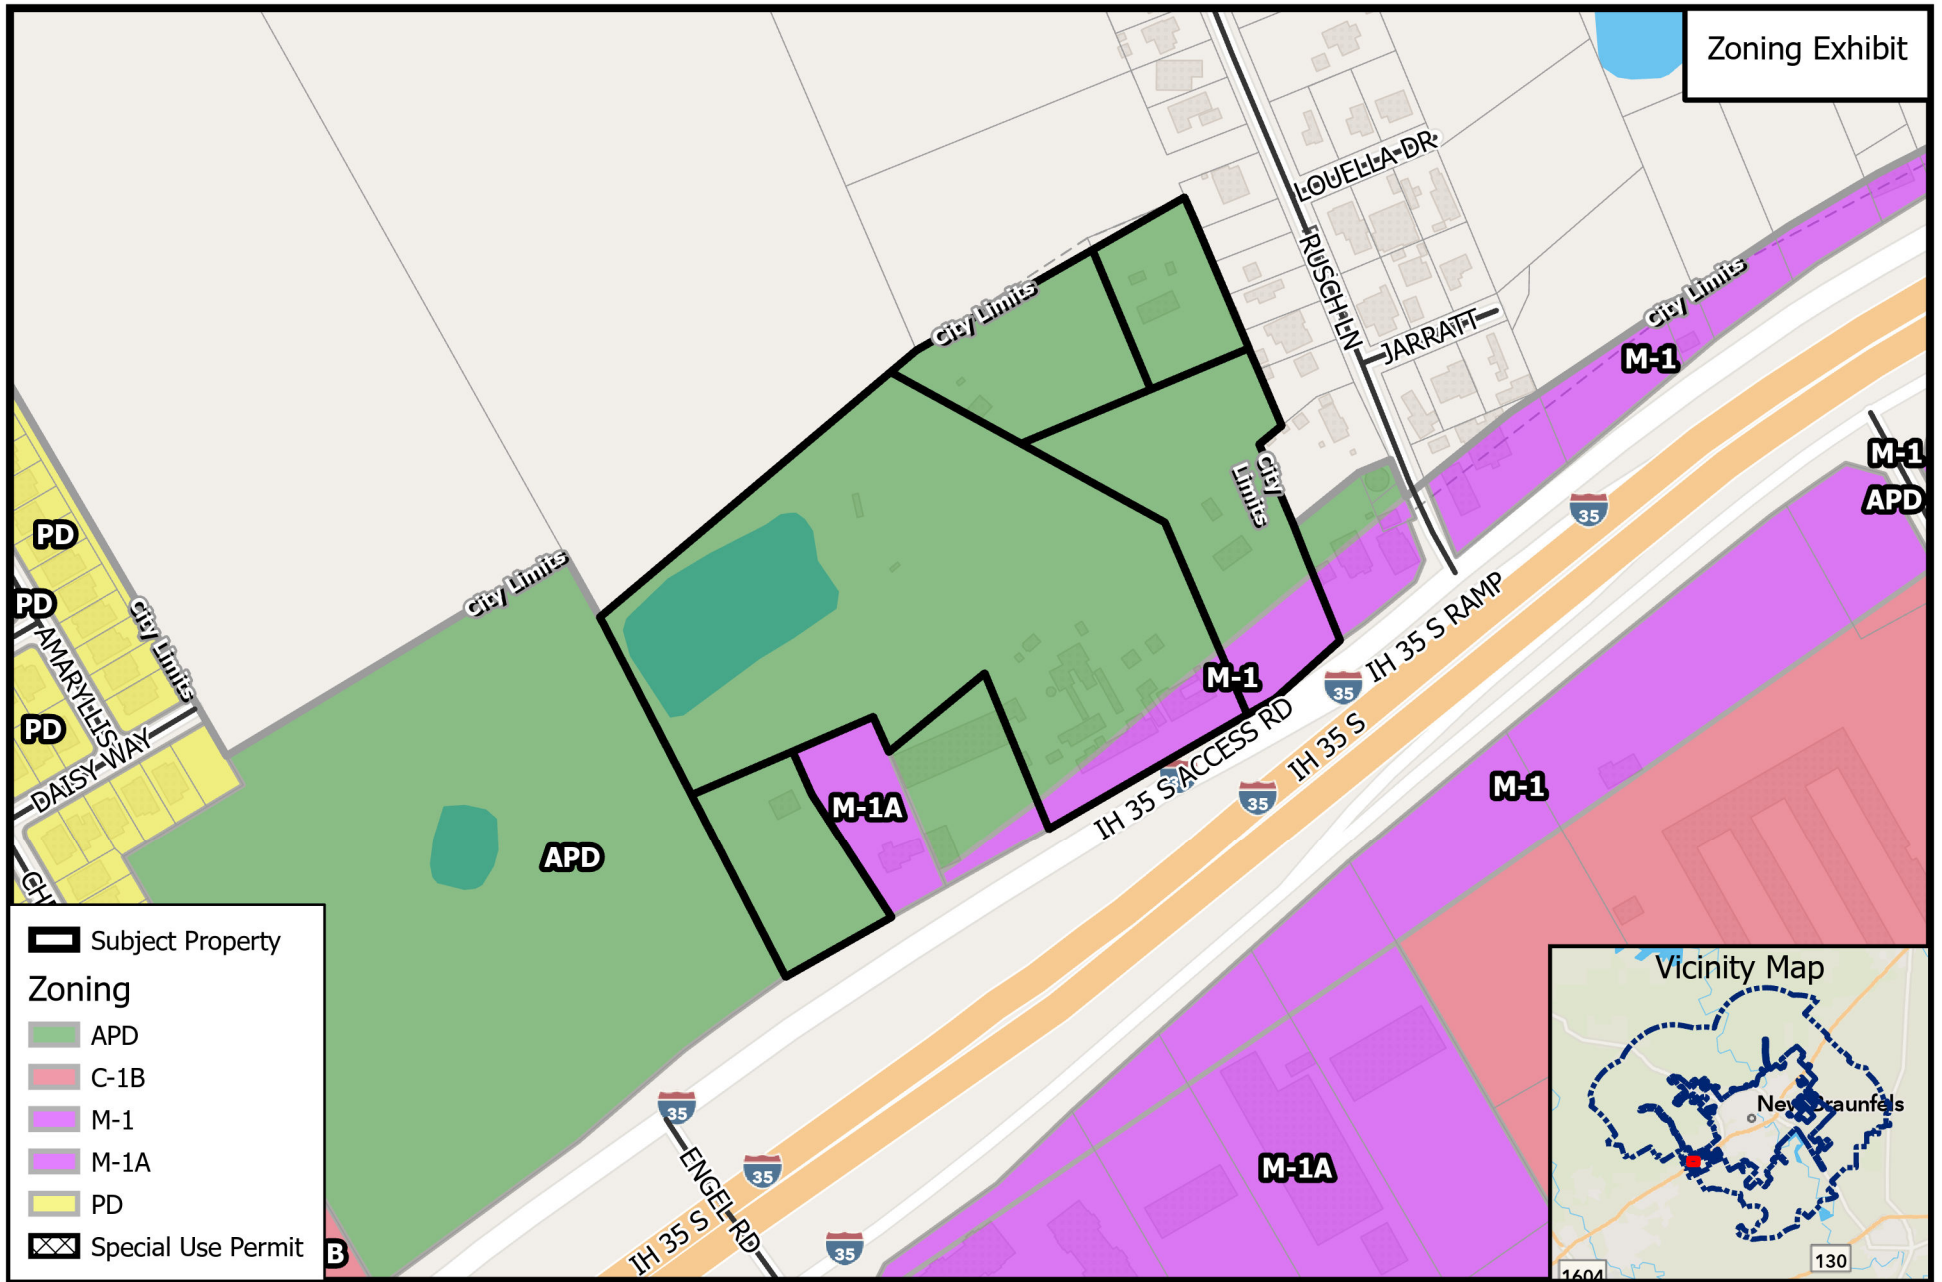 Zoning Exhibit
LOUELLA DR
RUSCH LN
JARRATT
City Limits
City Limits
M-1
City
Limits
M-1
APD
35
PD
City Limits
PD
City Limits
AMARYLLIS
PD
DAISY WAY
IH 35 S RAMP
M-1
35
IH 35 S ACCESS RD
IH 35 S
35
M-1
M-1A
APD
35
35
ENGEL RD
IH 35 S
35
M-1A
B
Subject Property
Zoning
APD
C-1B
M-1
M-1A
PD
Special Use Permit
Vicinity Map
New Braunfels
130
1604